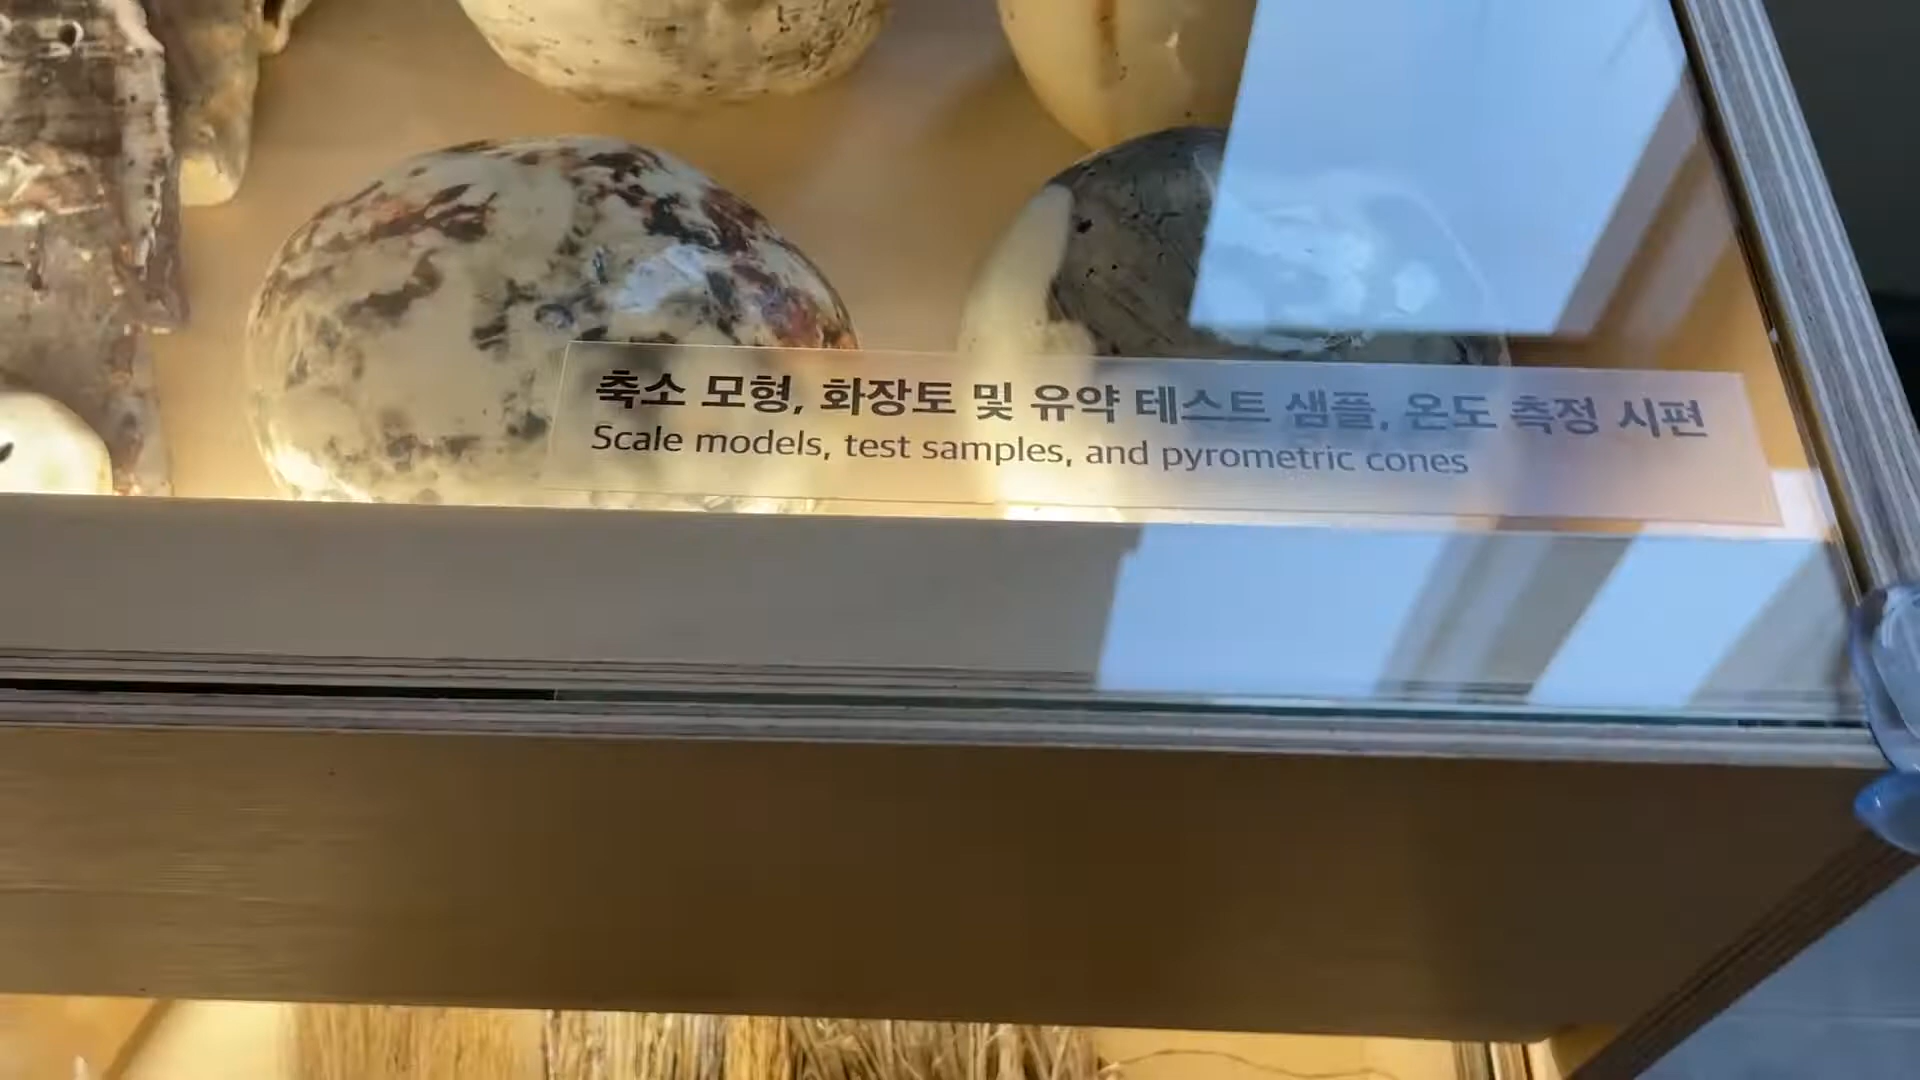 축소 모형, 화장토 및 유약 테스트 샘플, 온도 측정 시편
Scale models, test samples, and pyrometric cones